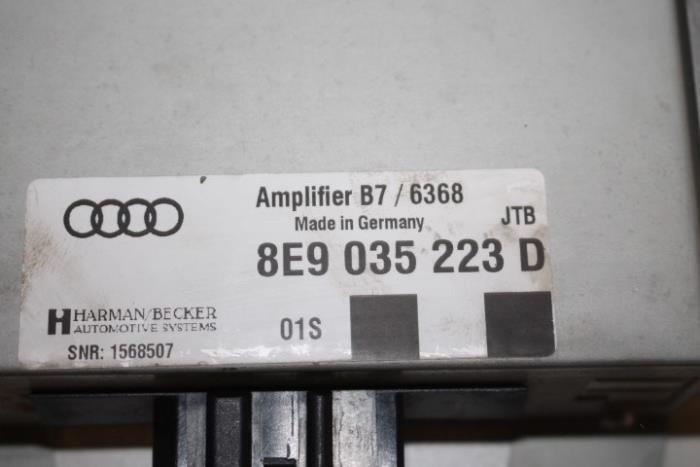 Amplifier B7 / 6368
Made in Germany
JTB
8E9 035 223 D
HARMAN/BECKER
AUTOMOTIVE SYSTEMS
01S
SNR: 1568507